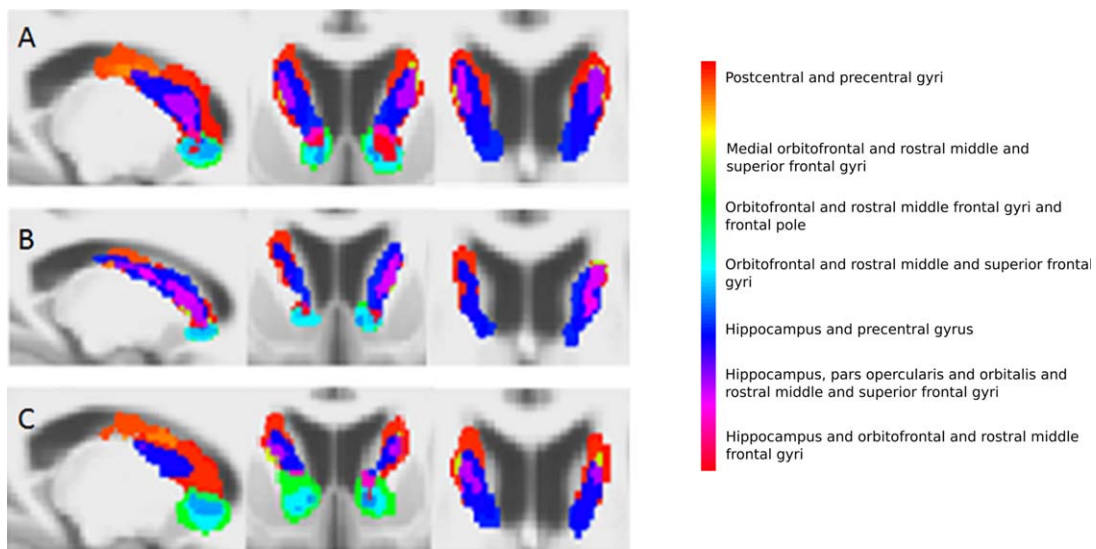 A
B
C
Postcentral and precentral gyri
Medial orbitofrontal and rostral middle and
superior frontal gyri
Orbitofrontal and rostral middle frontal gyri and
frontal pole
Orbitofrontal and rostral middle and superior frontal
gyri
Hippocampus and precentral gyrus
Hippocampus, pars opercularis and orbitalis and
rostral middle and superior frontal gyri
Hippocampus and orbitofrontal and rostral middle
frontal gyri